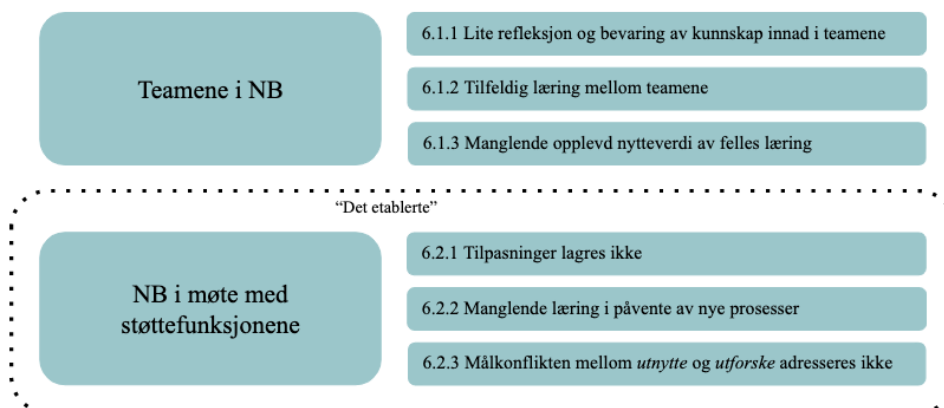 Teamene i NB
6.1.1 Lite refleksjon og bevaring av kunnskap innad i teamene
6.1.2 Tilfeldig læring mellom teamene
6.1.3 Manglende opplevd nytteverdi av felles læring
“Det etablerte”
NB i møte med
støttefunksjonene
6.2.1 Tilpasninger lagres ikke
6.2.2 Manglende læring i påvente av nye prosesser
6.2.3 Målkonflikten mellom utnytte og utforske adresseres ikke